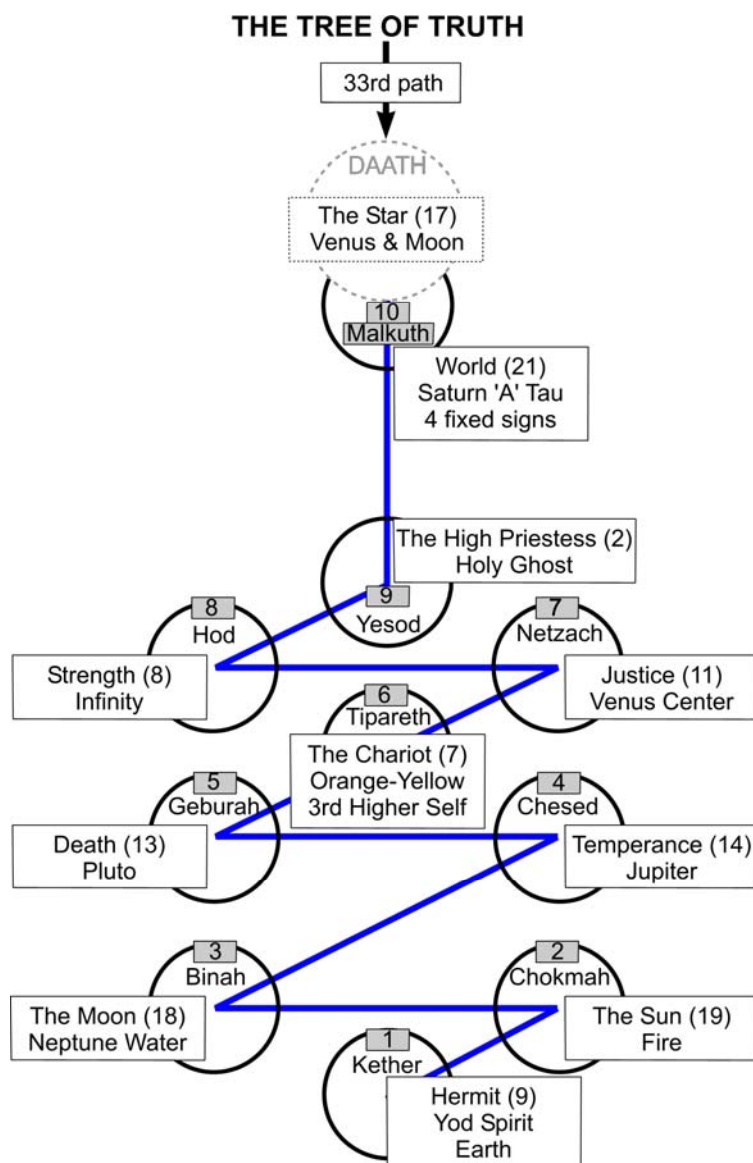 THE TREE OF TRUTH
33rd path
DAATH
The Star (17)
Venus & Moon
10
Malkuth
World (21)
Saturn 'A' Tau
4 fixed signs
The High Priestess (2)
Holy Ghost
9
Yesod
8
Hod
Strength (8)
Infinity
7
Netzach
Justice (11)
Venus Center
6
Tipareth
The Chariot (7)
Orange-Yellow
3rd Higher Self
5
Geburah
Death (13)
Pluto
4
Chesed
Temperance (14)
Jupiter
3
Binah
The Moon (18)
Neptune Water
2
Chokmah
The Sun (19)
Fire
1
Kether
Hermit (9)
Yod Spirit
Earth